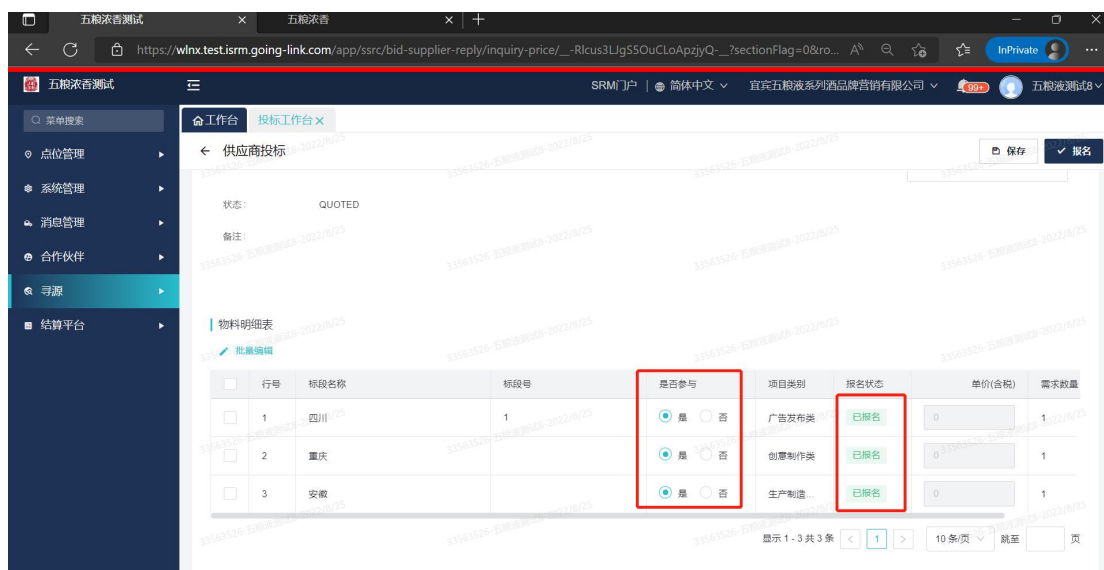 五粮浓香测试 × 五粮浓香 × +
https://wlnx.test.isrm.going-link.com/app/ssrc/bid-supplier-reply/inquiry-price/__-Rlcus3LJgS5OuCLoApzjyQ-__?sectionFlag=0&ro... InPrivate
五粮浓香测试 SRM门户 | 简体中文 宜宾五粮液系列酒品牌营销有限公司 99+ 五粮液测试8
菜单搜索 工作台 投标工作台 ×
点位管理
← 供应商投标 保存 报名
系统管理
状态: QUOTED
消息管理
备注:
合作伙伴
寻源
结算平台
物料明细表
批量编辑
行号 标段名称 标段号 是否参与 项目类别 报名状态 单价(含税) 需求数量
1 四川 1 是 否 广告发布类 已报名 0 1
2 重庆 是 否 创意制作类 已报名 0 1
3 安徽 是 否 生产制造... 已报名 0 1
显示 1 - 3 共 3 条 < 1 > 10 条/页 跳至 页